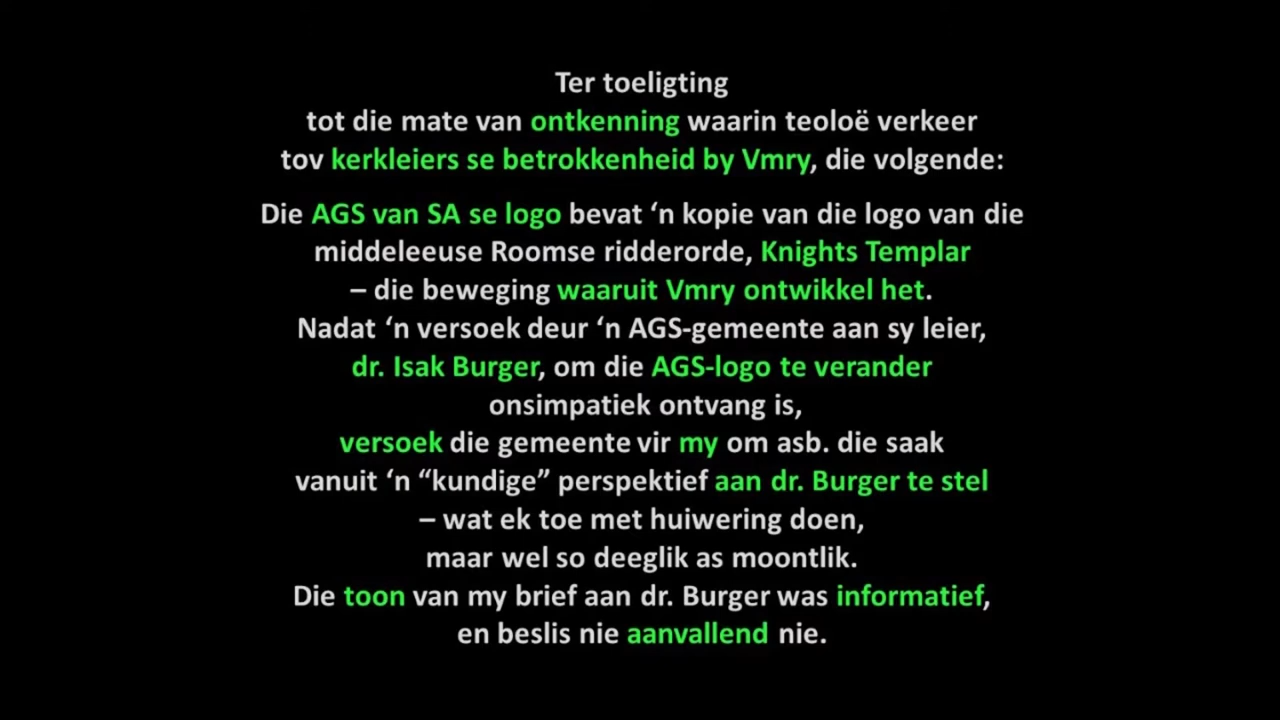 Ter toeligting
tot die mate van ontkenning waarin teoloë verkeer
tov kerkleiers se betrokkenheid by Vmry, die volgende:
Die AGS van SA se logo bevat ‘n kopie van die logo van die
middeleeuse Roomse ridderorde, Knights Templar
– die beweging waaruit Vmry ontwikkel het.
Nadat ‘n versoek deur ‘n AGS-gemeente aan sy leier,
dr. Isak Burger, om die AGS-logo te verander
onsimpatiek ontvang is,
versoek die gemeente vir my om asb. die saak
vanuit ‘n “kundige” perspektief aan dr. Burger te stel
– wat ek toe met huiwering doen,
maar wel so deeglik as moontlik.
Die toon van my brief aan dr. Burger was informatief,
en beslis nie aanvallend nie.